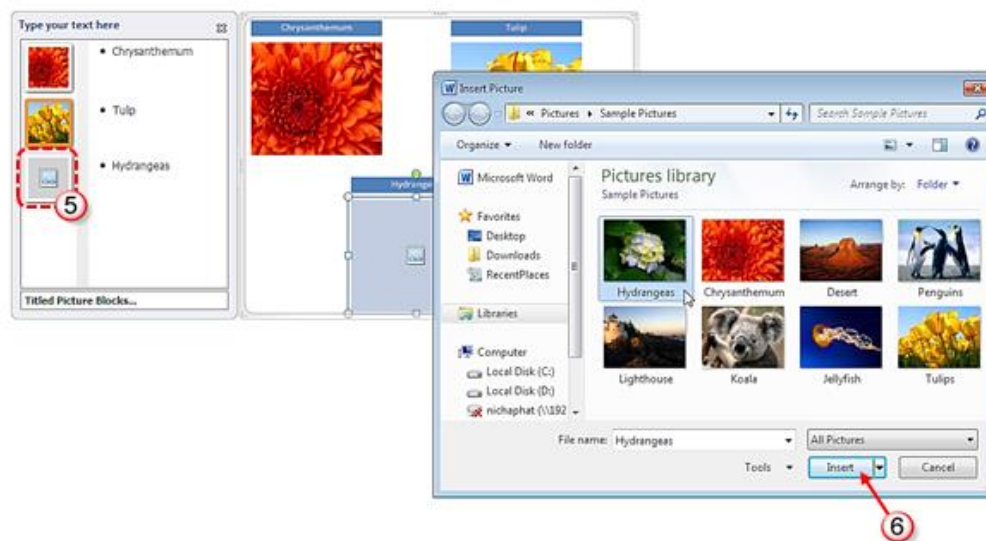 Type your text here
Chrysanthemum
Tulip
Hydrangeas
5
Titled Picture Blocks...
Chrysanthemum
Tulip
Insert Picture
« Pictures Sample Pictures
Search Sample Pictures
Organize New folder
Microsoft Word
Favorites
Desktop
Downloads
RecentPlaces
Libraries
Computer
Local Disk (C:)
Local Disk (D:)
nichaphat (\\192
Pictures library
Sample Pictures
Arrange by: Folder
Hydrangeas Chrysanthemum Desert Penguins
Lighthouse Koala Jellyfish Tulips
File name: Hydrangeas All Pictures
Tools Insert Cancel
6